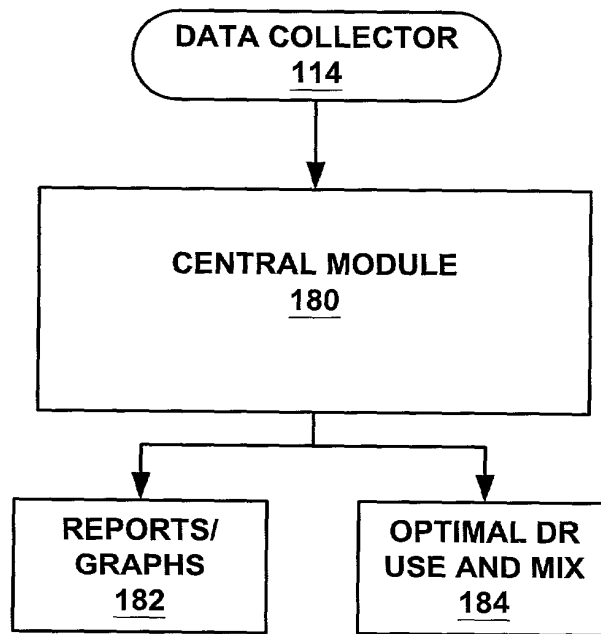 DATA COLLECTOR
114
CENTRAL MODULE
180
REPORTS/
GRAPHS
182
OPTIMAL DR
USE AND MIX
184